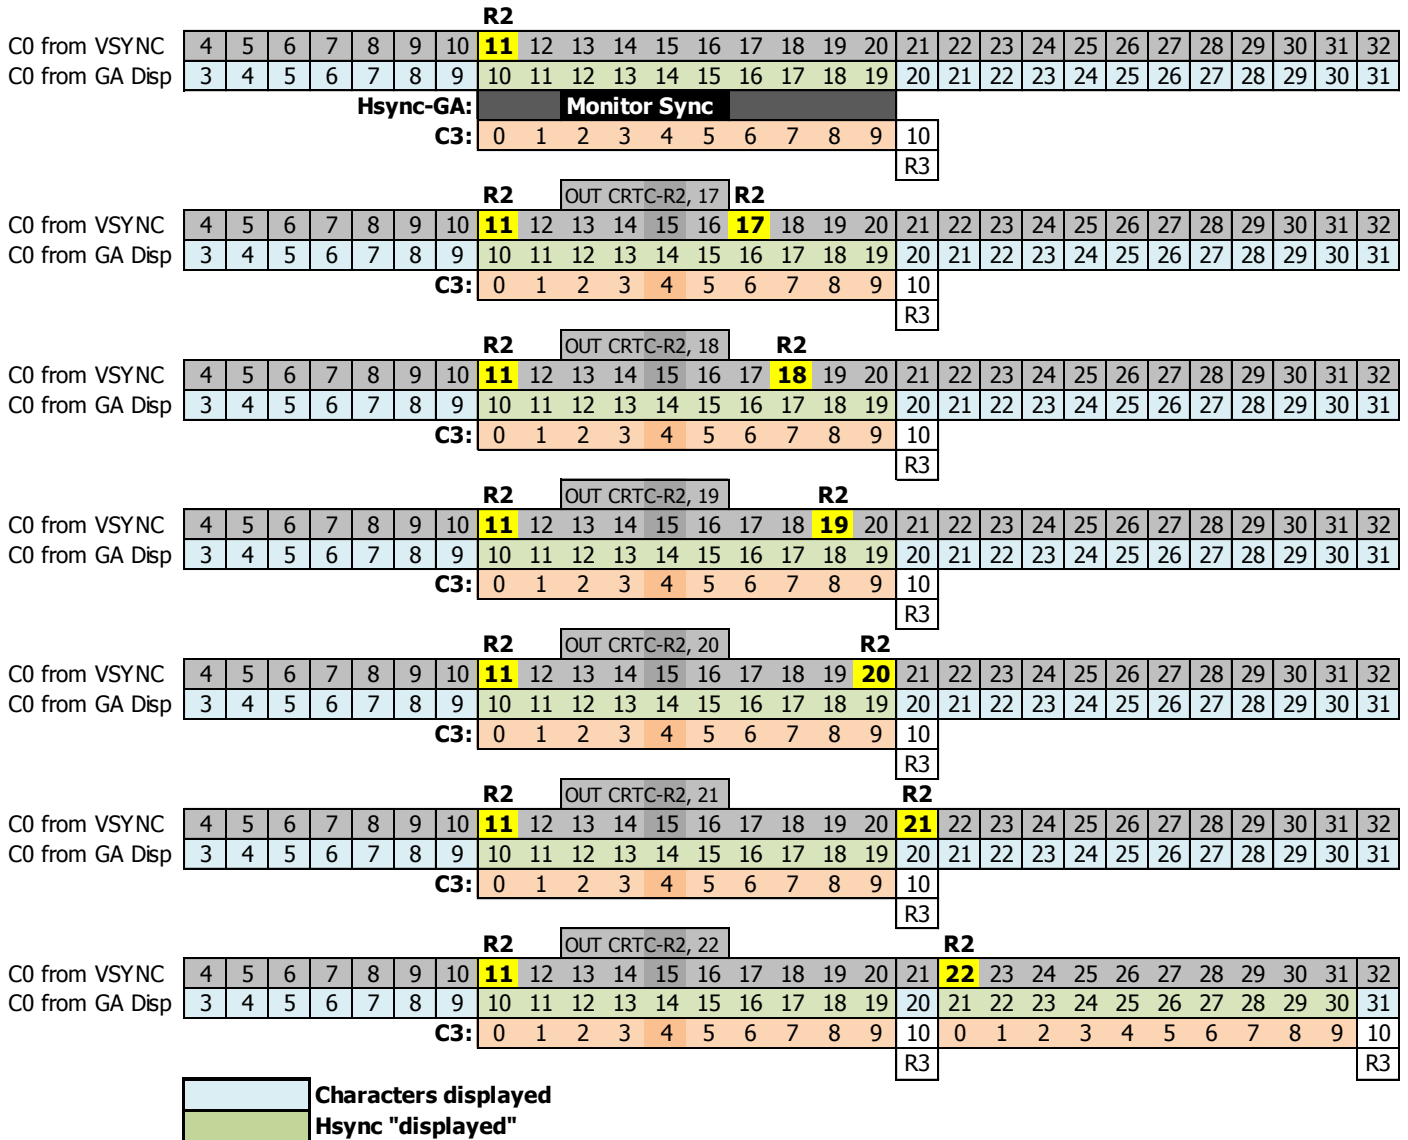 R2
C0 from VSYNC 4 5 6 7 8 9 10 11 12 13 14 15 16 17 18 19 20 21 22 23 24 25 26 27 28 29 30 31 32
C0 from GA Disp 3 4 5 6 7 8 9 10 11 12 13 14 15 16 17 18 19 20 21 22 23 24 25 26 27 28 29 30 31
Hsync-GA: Monitor Sync
C3: 0 1 2 3 4 5 6 7 8 9 10
R3
R2 OUT CRTC-R2, 17 R2
C0 from VSYNC 4 5 6 7 8 9 10 11 12 13 14 15 16 17 18 19 20 21 22 23 24 25 26 27 28 29 30 31 32
C0 from GA Disp 3 4 5 6 7 8 9 10 11 12 13 14 15 16 17 18 19 20 21 22 23 24 25 26 27 28 29 30 31
C3: 0 1 2 3 4 5 6 7 8 9 10
R3
R2 OUT CRTC-R2, 18 R2
C0 from VSYNC 4 5 6 7 8 9 10 11 12 13 14 15 16 17 18 19 20 21 22 23 24 25 26 27 28 29 30 31 32
C0 from GA Disp 3 4 5 6 7 8 9 10 11 12 13 14 15 16 17 18 19 20 21 22 23 24 25 26 27 28 29 30 31
C3: 0 1 2 3 4 5 6 7 8 9 10
R3
R2 OUT CRTC-R2, 19 R2
C0 from VSYNC 4 5 6 7 8 9 10 11 12 13 14 15 16 17 18 19 20 21 22 23 24 25 26 27 28 29 30 31 32
C0 from GA Disp 3 4 5 6 7 8 9 10 11 12 13 14 15 16 17 18 19 20 21 22 23 24 25 26 27 28 29 30 31
C3: 0 1 2 3 4 5 6 7 8 9 10
R3
R2 OUT CRTC-R2, 20 R2
C0 from VSYNC 4 5 6 7 8 9 10 11 12 13 14 15 16 17 18 19 20 21 22 23 24 25 26 27 28 29 30 31 32
C0 from GA Disp 3 4 5 6 7 8 9 10 11 12 13 14 15 16 17 18 19 20 21 22 23 24 25 26 27 28 29 30 31
C3: 0 1 2 3 4 5 6 7 8 9 10
R3
R2 OUT CRTC-R2, 21 R2
C0 from VSYNC 4 5 6 7 8 9 10 11 12 13 14 15 16 17 18 19 20 21 22 23 24 25 26 27 28 29 30 31 32
C0 from GA Disp 3 4 5 6 7 8 9 10 11 12 13 14 15 16 17 18 19 20 21 22 23 24 25 26 27 28 29 30 31
C3: 0 1 2 3 4 5 6 7 8 9 10
R3
R2 OUT CRTC-R2, 22 R2
C0 from VSYNC 4 5 6 7 8 9 10 11 12 13 14 15 16 17 18 19 20 21 22 23 24 25 26 27 28 29 30 31 32
C0 from GA Disp 3 4 5 6 7 8 9 10 11 12 13 14 15 16 17 18 19 20 21 22 23 24 25 26 27 28 29 30 31
C3: 0 1 2 3 4 5 6 7 8 9 10 0 1 2 3 4 5 6 7 8 9 10
R3 R3
Characters displayed
Hsync "displayed"